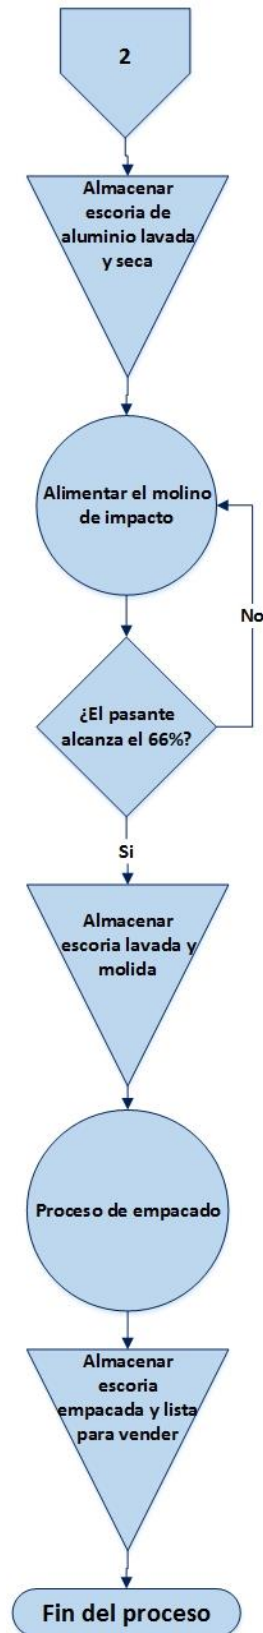 2
Almacenar
escoria de
aluminio lavada
y seca
Alimentar el molino
de impacto
No
¿El pasante
alcanza el 66%?
Si
Almacenar
escoria lavada y
molida
Proceso de empacado
Almacenar
escoria
empacada y lista
para vender
Fin del proceso